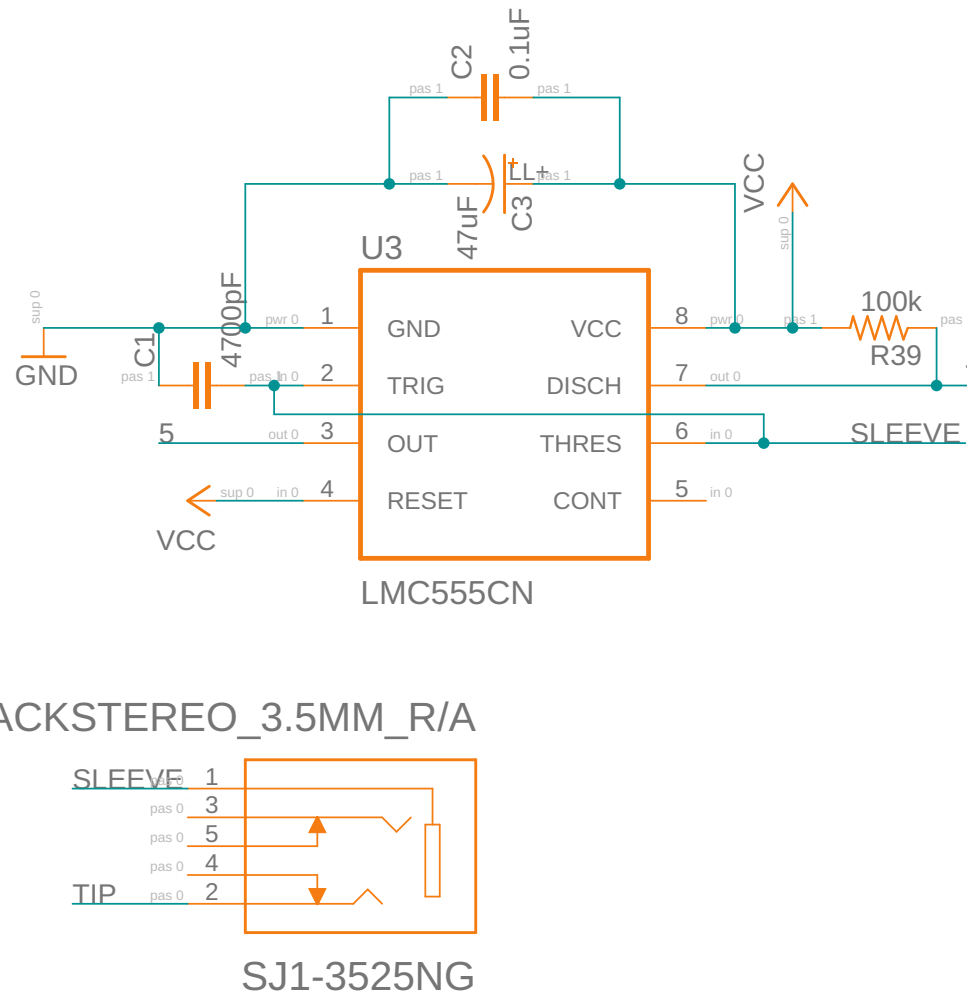 C2
0.1uF
pas 1
pas 1
pas 1
LL+
pas 1
47uF
C3
VCC
sup 0
U3
sup 0
GND
C1
4700pF
pwr 0
1
GND
VCC
8
pwr 0
pas 1
100k
R39
pas
pas 1
pas 1
in 0
2
TRIG
DISCH
7
out 0
5
out 0
3
OUT
THRES
6
in 0
SLEEVE
sup 0
in 0
4
RESET
CONT
5
in 0
VCC
LMC555CN
ACKSTEREO_3.5MM_R/A
SLEEVE
pas 0
1
pas 0
3
pas 0
5
pas 0
4
TIP
pas 0
2
SJ1-3525NG